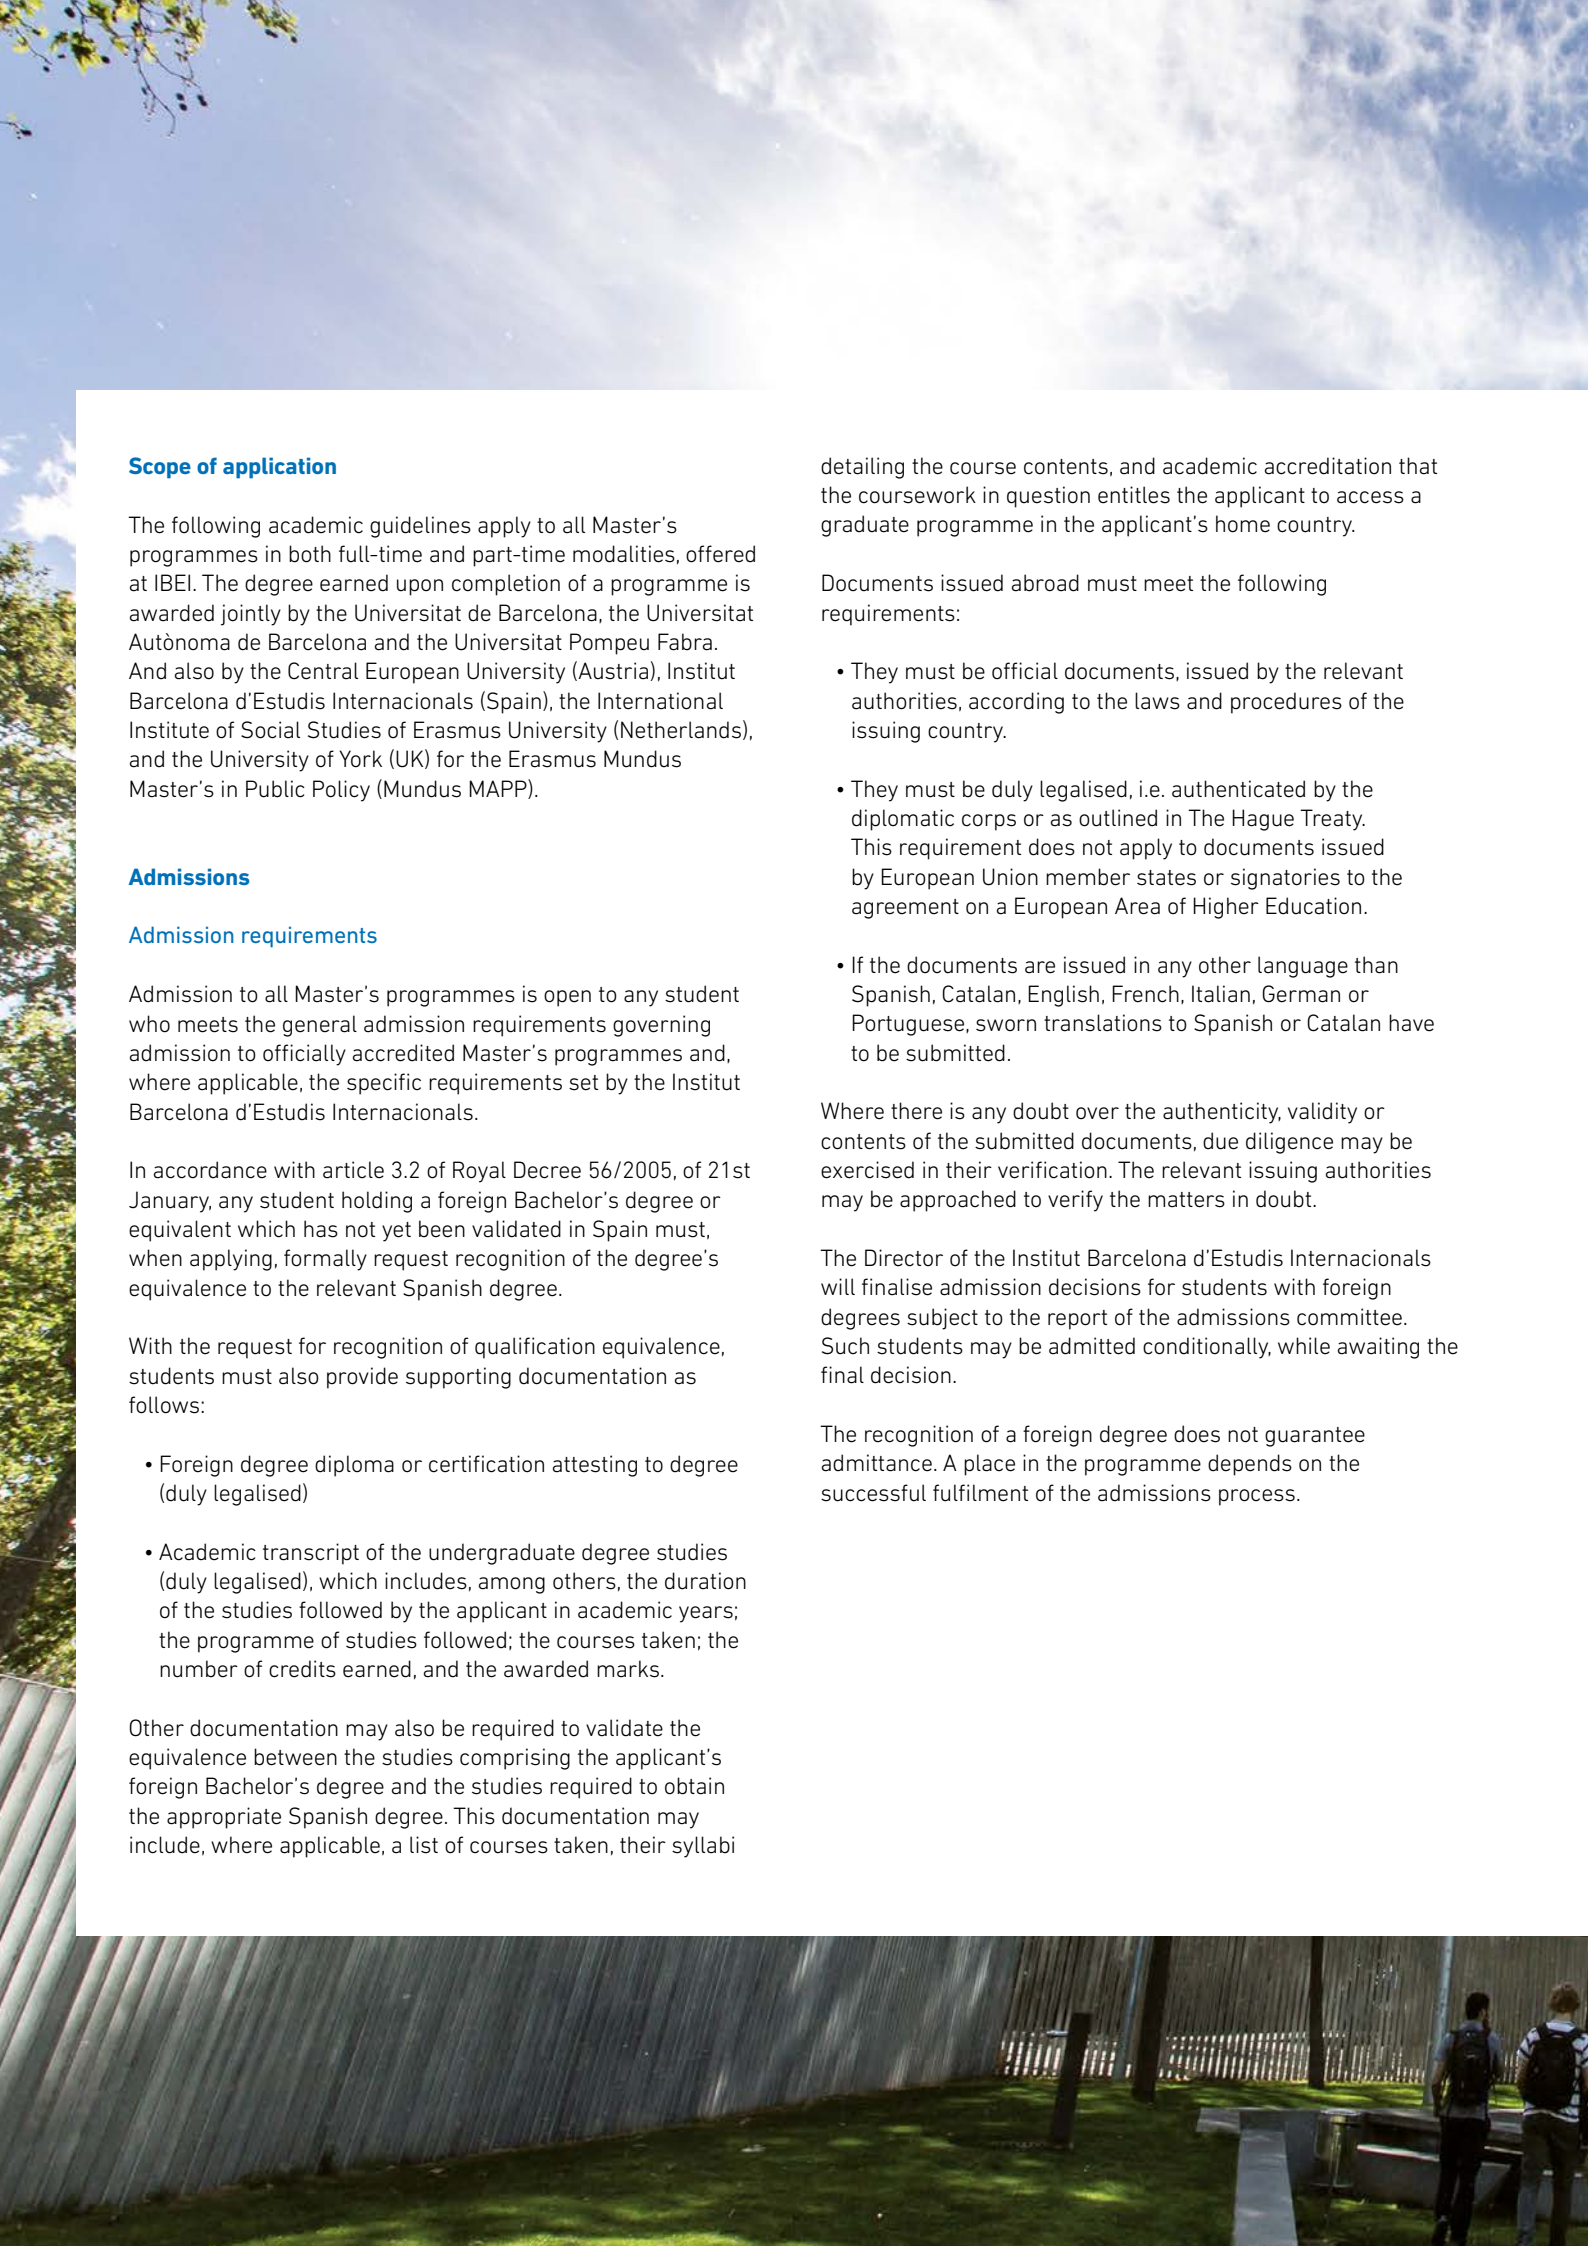 Scope of application
The following academic guidelines apply to all Master's
programmes in both full-time and part-time modalities, offered
at IBEI. The degree earned upon completion of a programme is
awarded jointly by the Universitat de Barcelona, the Universitat
Autònoma de Barcelona and the Universitat Pompeu Fabra.
And also by the Central European University (Austria), Institut
Barcelona d'Estudis Internacionals (Spain), the International
Institute of Social Studies of Erasmus University (Netherlands),
and the University of York (UK) for the Erasmus Mundus
Master's in Public Policy (Mundus MAPP).
Admissions
Admission requirements
Admission to all Master's programmes is open to any student
who meets the general admission requirements governing
admission to officially accredited Master's programmes and,
where applicable, the specific requirements set by the Institut
Barcelona d'Estudis Internacionals.
In accordance with article 3.2 of Royal Decree 56/2005, of 21st
January, any student holding a foreign Bachelor's degree or
equivalent which has not yet been validated in Spain must,
when applying, formally request recognition of the degree's
equivalence to the relevant Spanish degree.
With the request for recognition of qualification equivalence,
students must also provide supporting documentation as
follows:
• Foreign degree diploma or certification attesting to degree
(duly legalised)
• Academic transcript of the undergraduate degree studies
(duly legalised), which includes, among others, the duration
of the studies followed by the applicant in academic years;
the programme of studies followed; the courses taken; the
number of credits earned, and the awarded marks.
Other documentation may also be required to validate the
equivalence between the studies comprising the applicant's
foreign Bachelor's degree and the studies required to obtain
the appropriate Spanish degree. This documentation may
include, where applicable, a list of courses taken, their syllabi
detailing the course contents, and academic accreditation that
the coursework in question entitles the applicant to access a
graduate programme in the applicant's home country.
Documents issued abroad must meet the following
requirements:
• They must be official documents, issued by the relevant
authorities, according to the laws and procedures of the
issuing country.
• They must be duly legalised, i.e. authenticated by the
diplomatic corps or as outlined in The Hague Treaty.
This requirement does not apply to documents issued
by European Union member states or signatories to the
agreement on a European Area of Higher Education.
• If the documents are issued in any other language than
Spanish, Catalan, English, French, Italian, German or
Portuguese, sworn translations to Spanish or Catalan have
to be submitted.
Where there is any doubt over the authenticity, validity or
contents of the submitted documents, due diligence may be
exercised in their verification. The relevant issuing authorities
may be approached to verify the matters in doubt.
The Director of the Institut Barcelona d'Estudis Internacionals
will finalise admission decisions for students with foreign
degrees subject to the report of the admissions committee.
Such students may be admitted conditionally, while awaiting the
final decision.
The recognition of a foreign degree does not guarantee
admittance. A place in the programme depends on the
successful fulfilment of the admissions process.